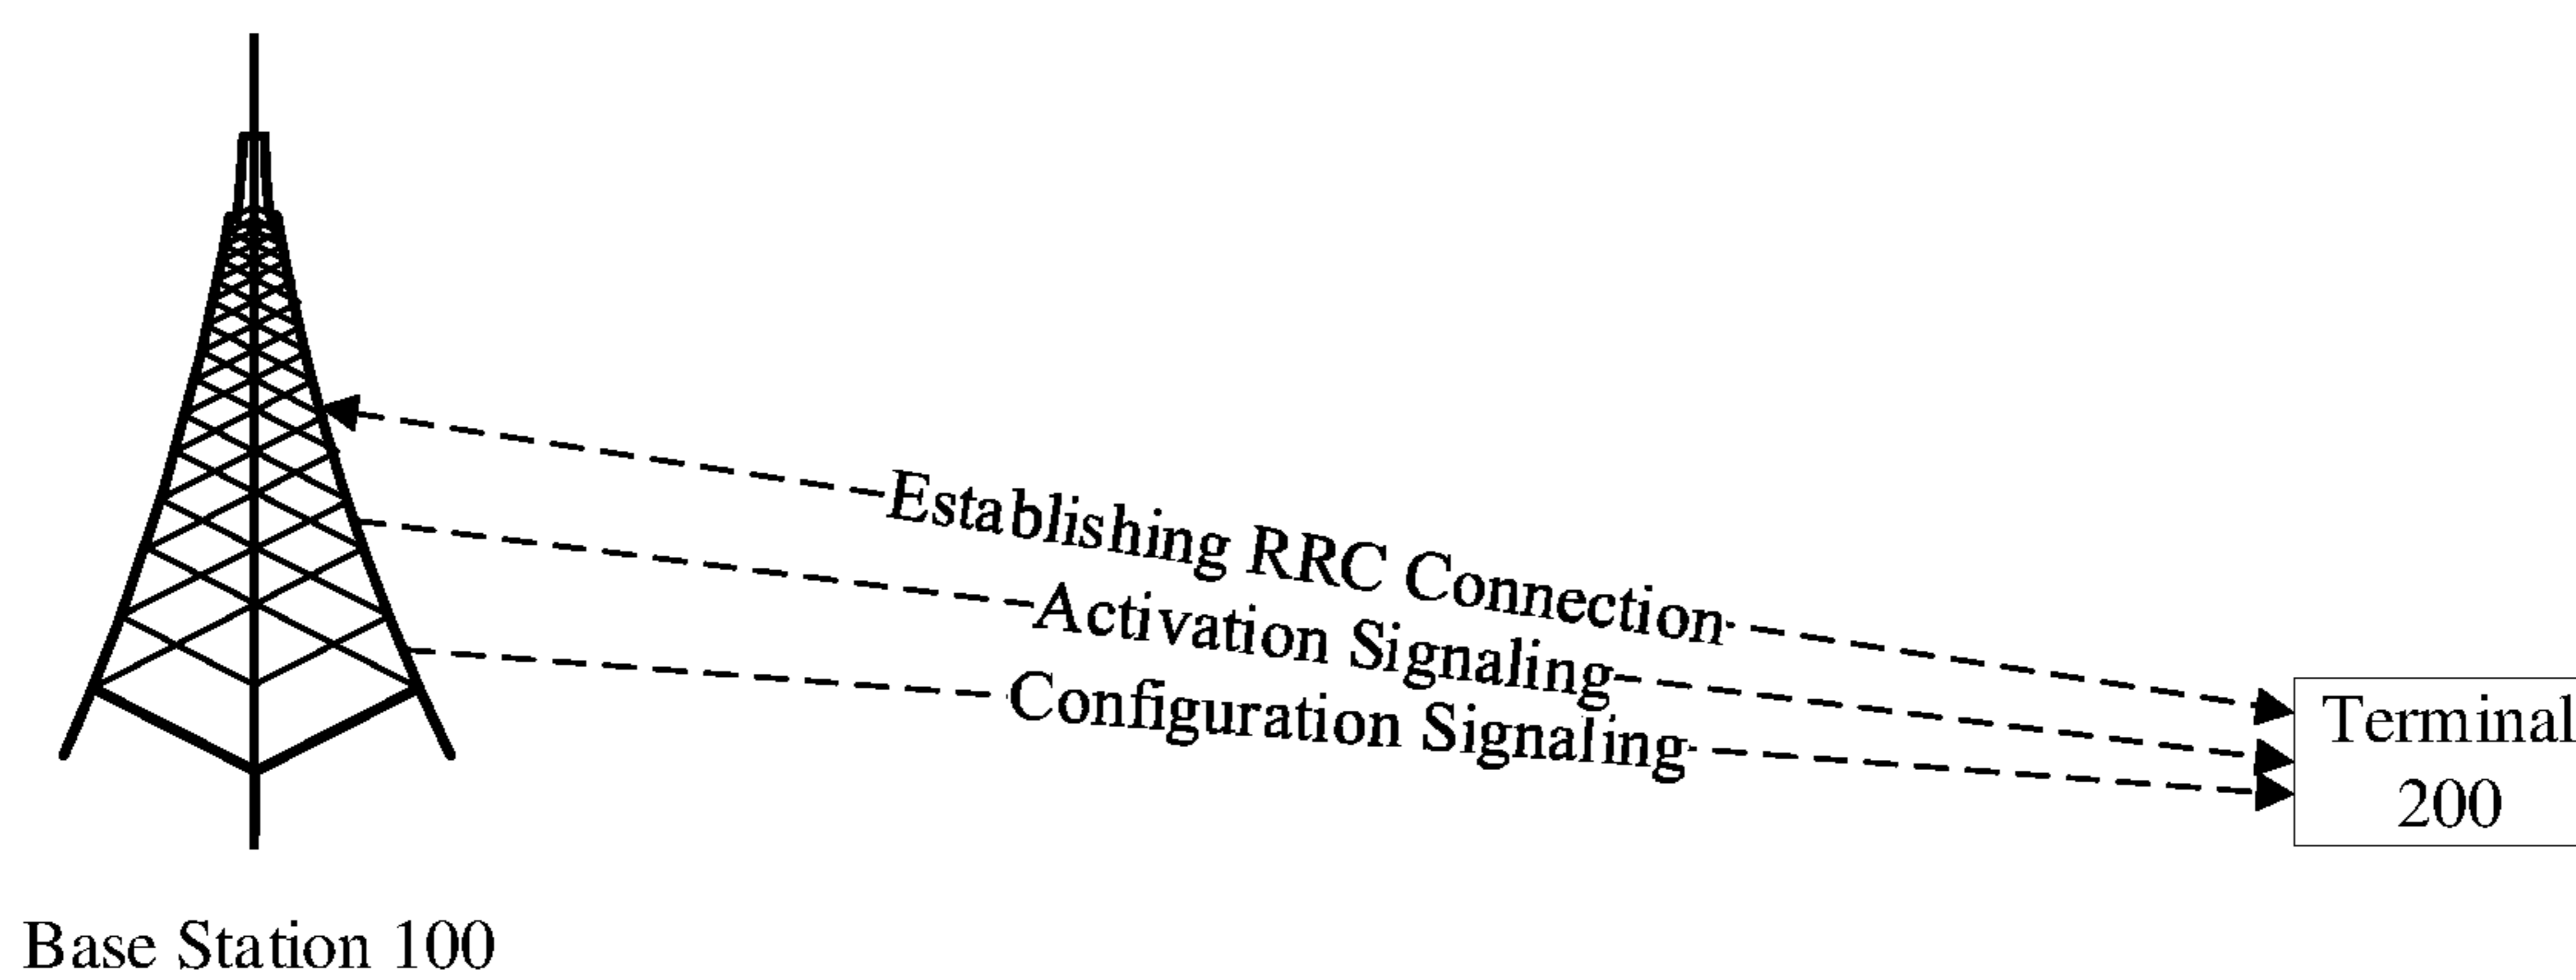 Establishing RRC Connection
Activation Signaling
Configuration Signaling
Terminal
200
Base Station 100